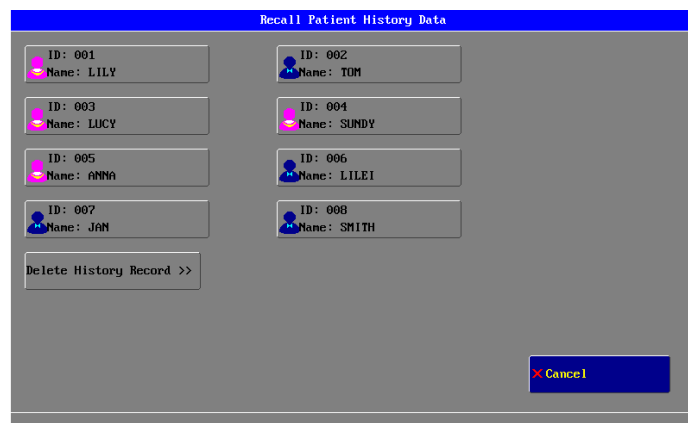 Recall Patient History Data
ID: 001
Name: LILY
ID: 002
Name: TOM
ID: 003
Name: LUCY
ID: 004
Name: SUNDY
ID: 005
Name: ANNA
ID: 006
Name: LILEI
ID: 007
Name: JAN
ID: 008
Name: SMITH
Delete History Record >>
Cancel